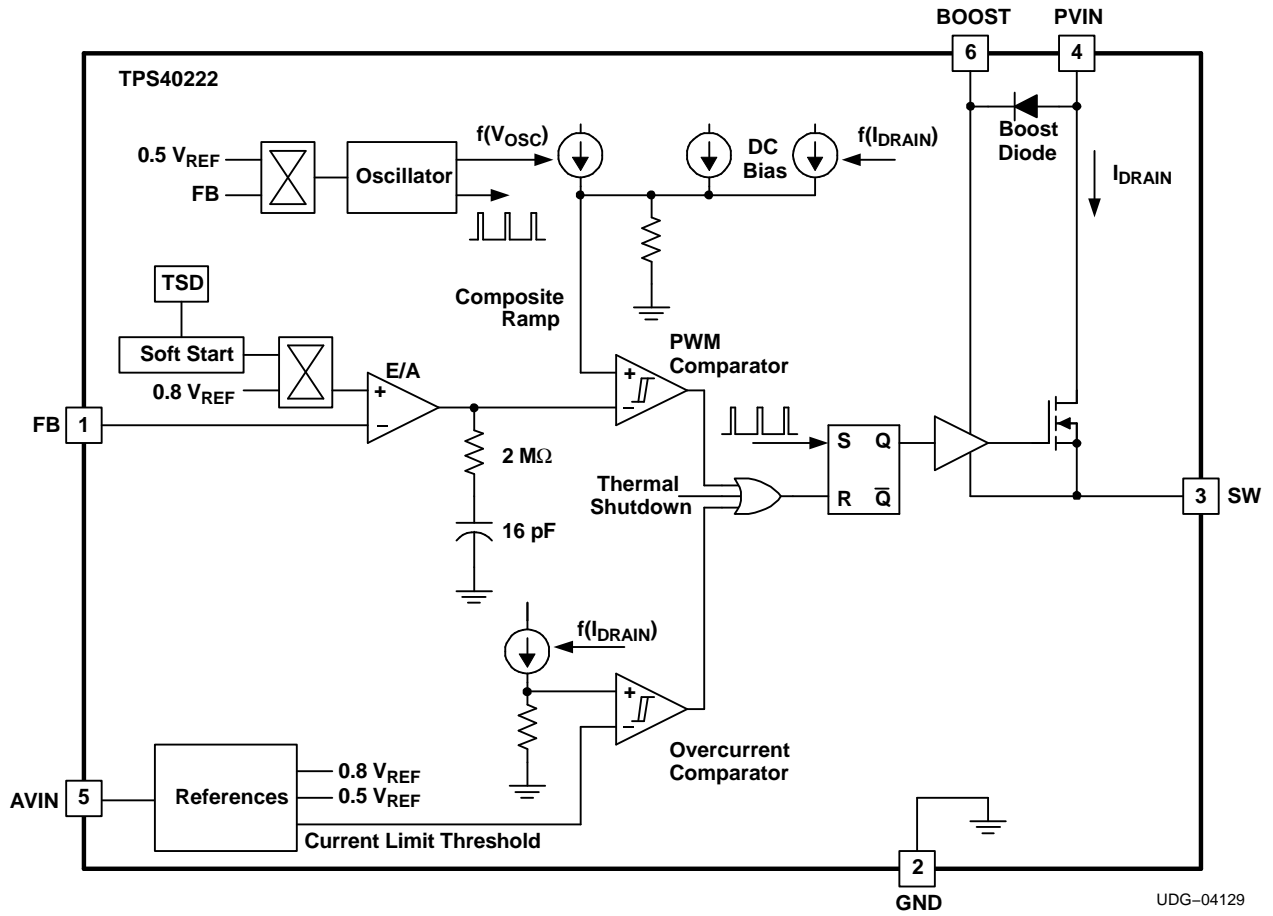 BOOST PVIN
6 4
TPS40222
Boost
Diode
f(VOSC)
DC
Bias
f(IDRAIN)
0.5 VREF
FB
Oscillator
IDRAIN
TSD
Composite
Ramp
Soft Start
0.8 VREF
E/A
+
−
PWM
Comparator
+
−
FB 1
2 MΩ
16 pF
Thermal
Shutdown
S Q
R Q̅
3 SW
f(IDRAIN)
+
−
Overcurrent
Comparator
AVIN 5
References
0.8 VREF
0.5 VREF
Current Limit Threshold
2
GND
UDG−04129